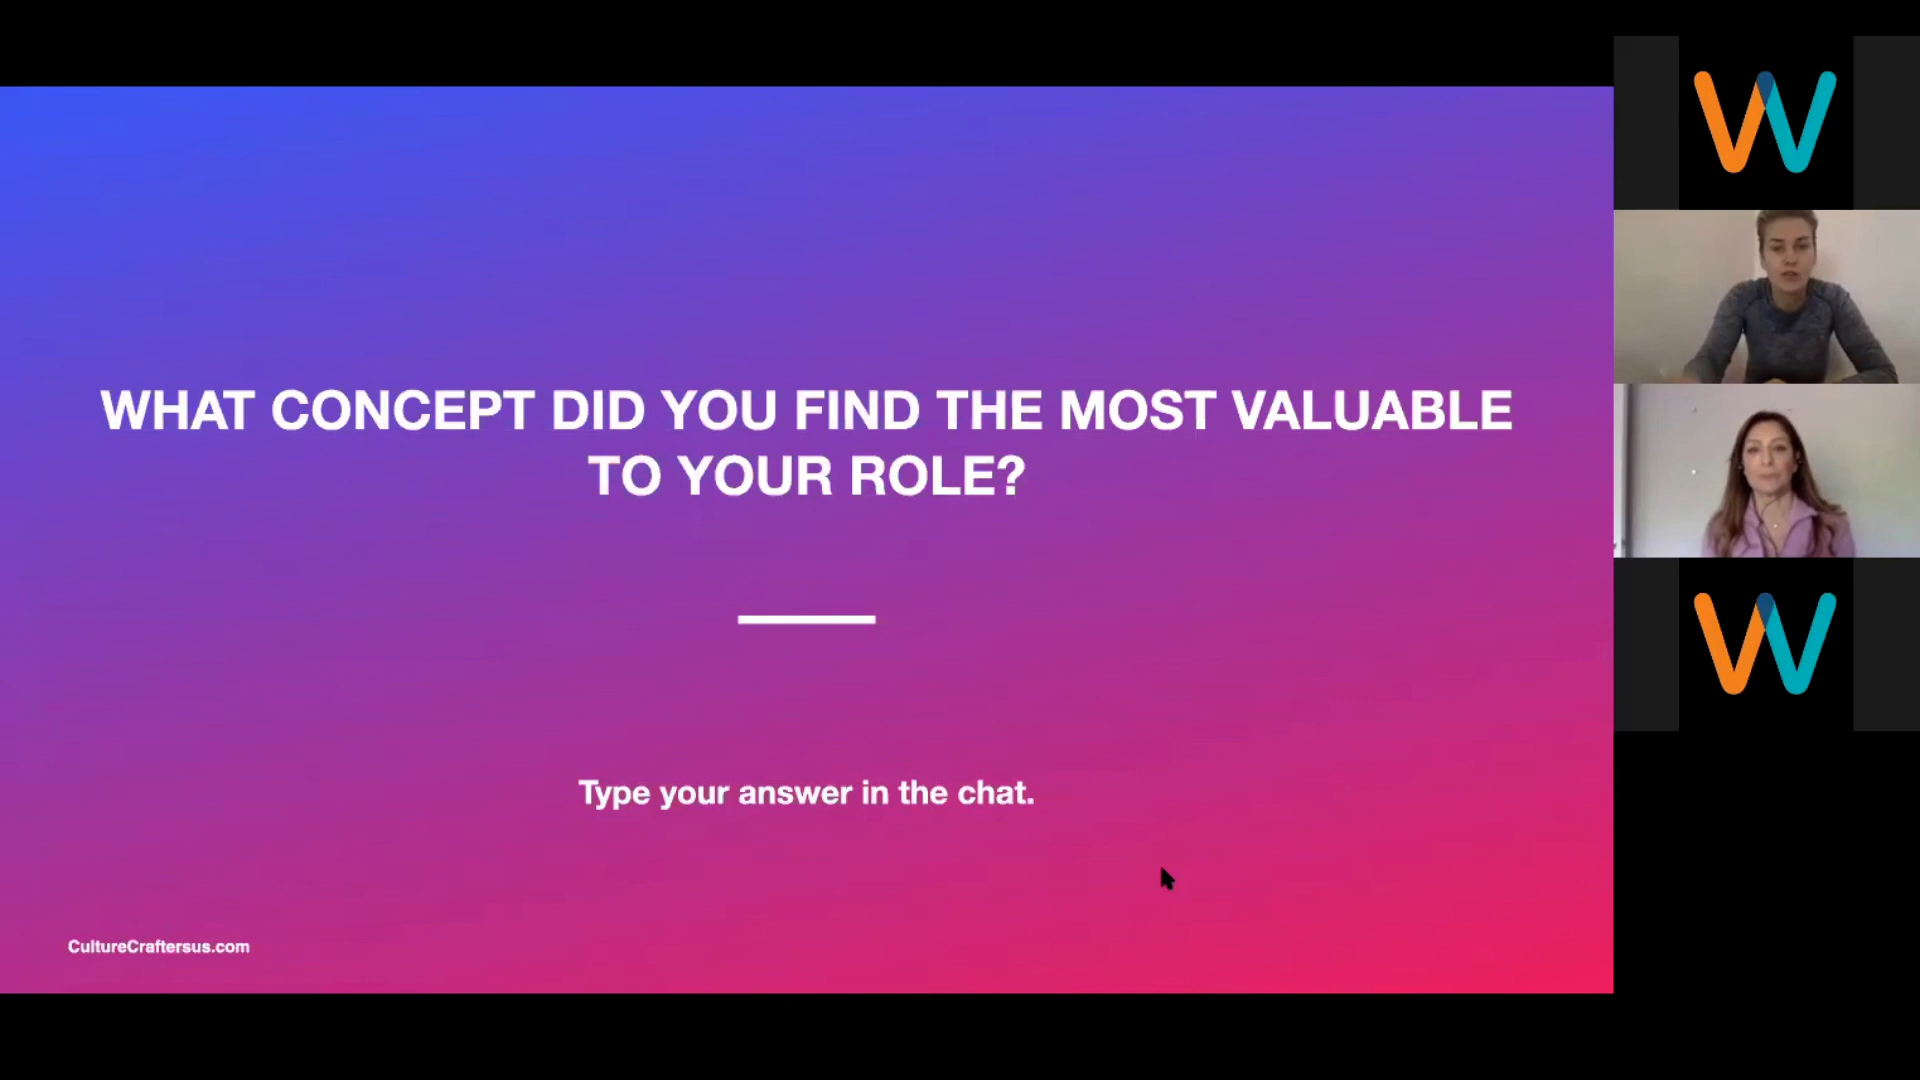 WHAT CONCEPT DID YOU FIND THE MOST VALUABLE
TO YOUR ROLE?
Type your answer in the chat.
CultureCraftersus.com